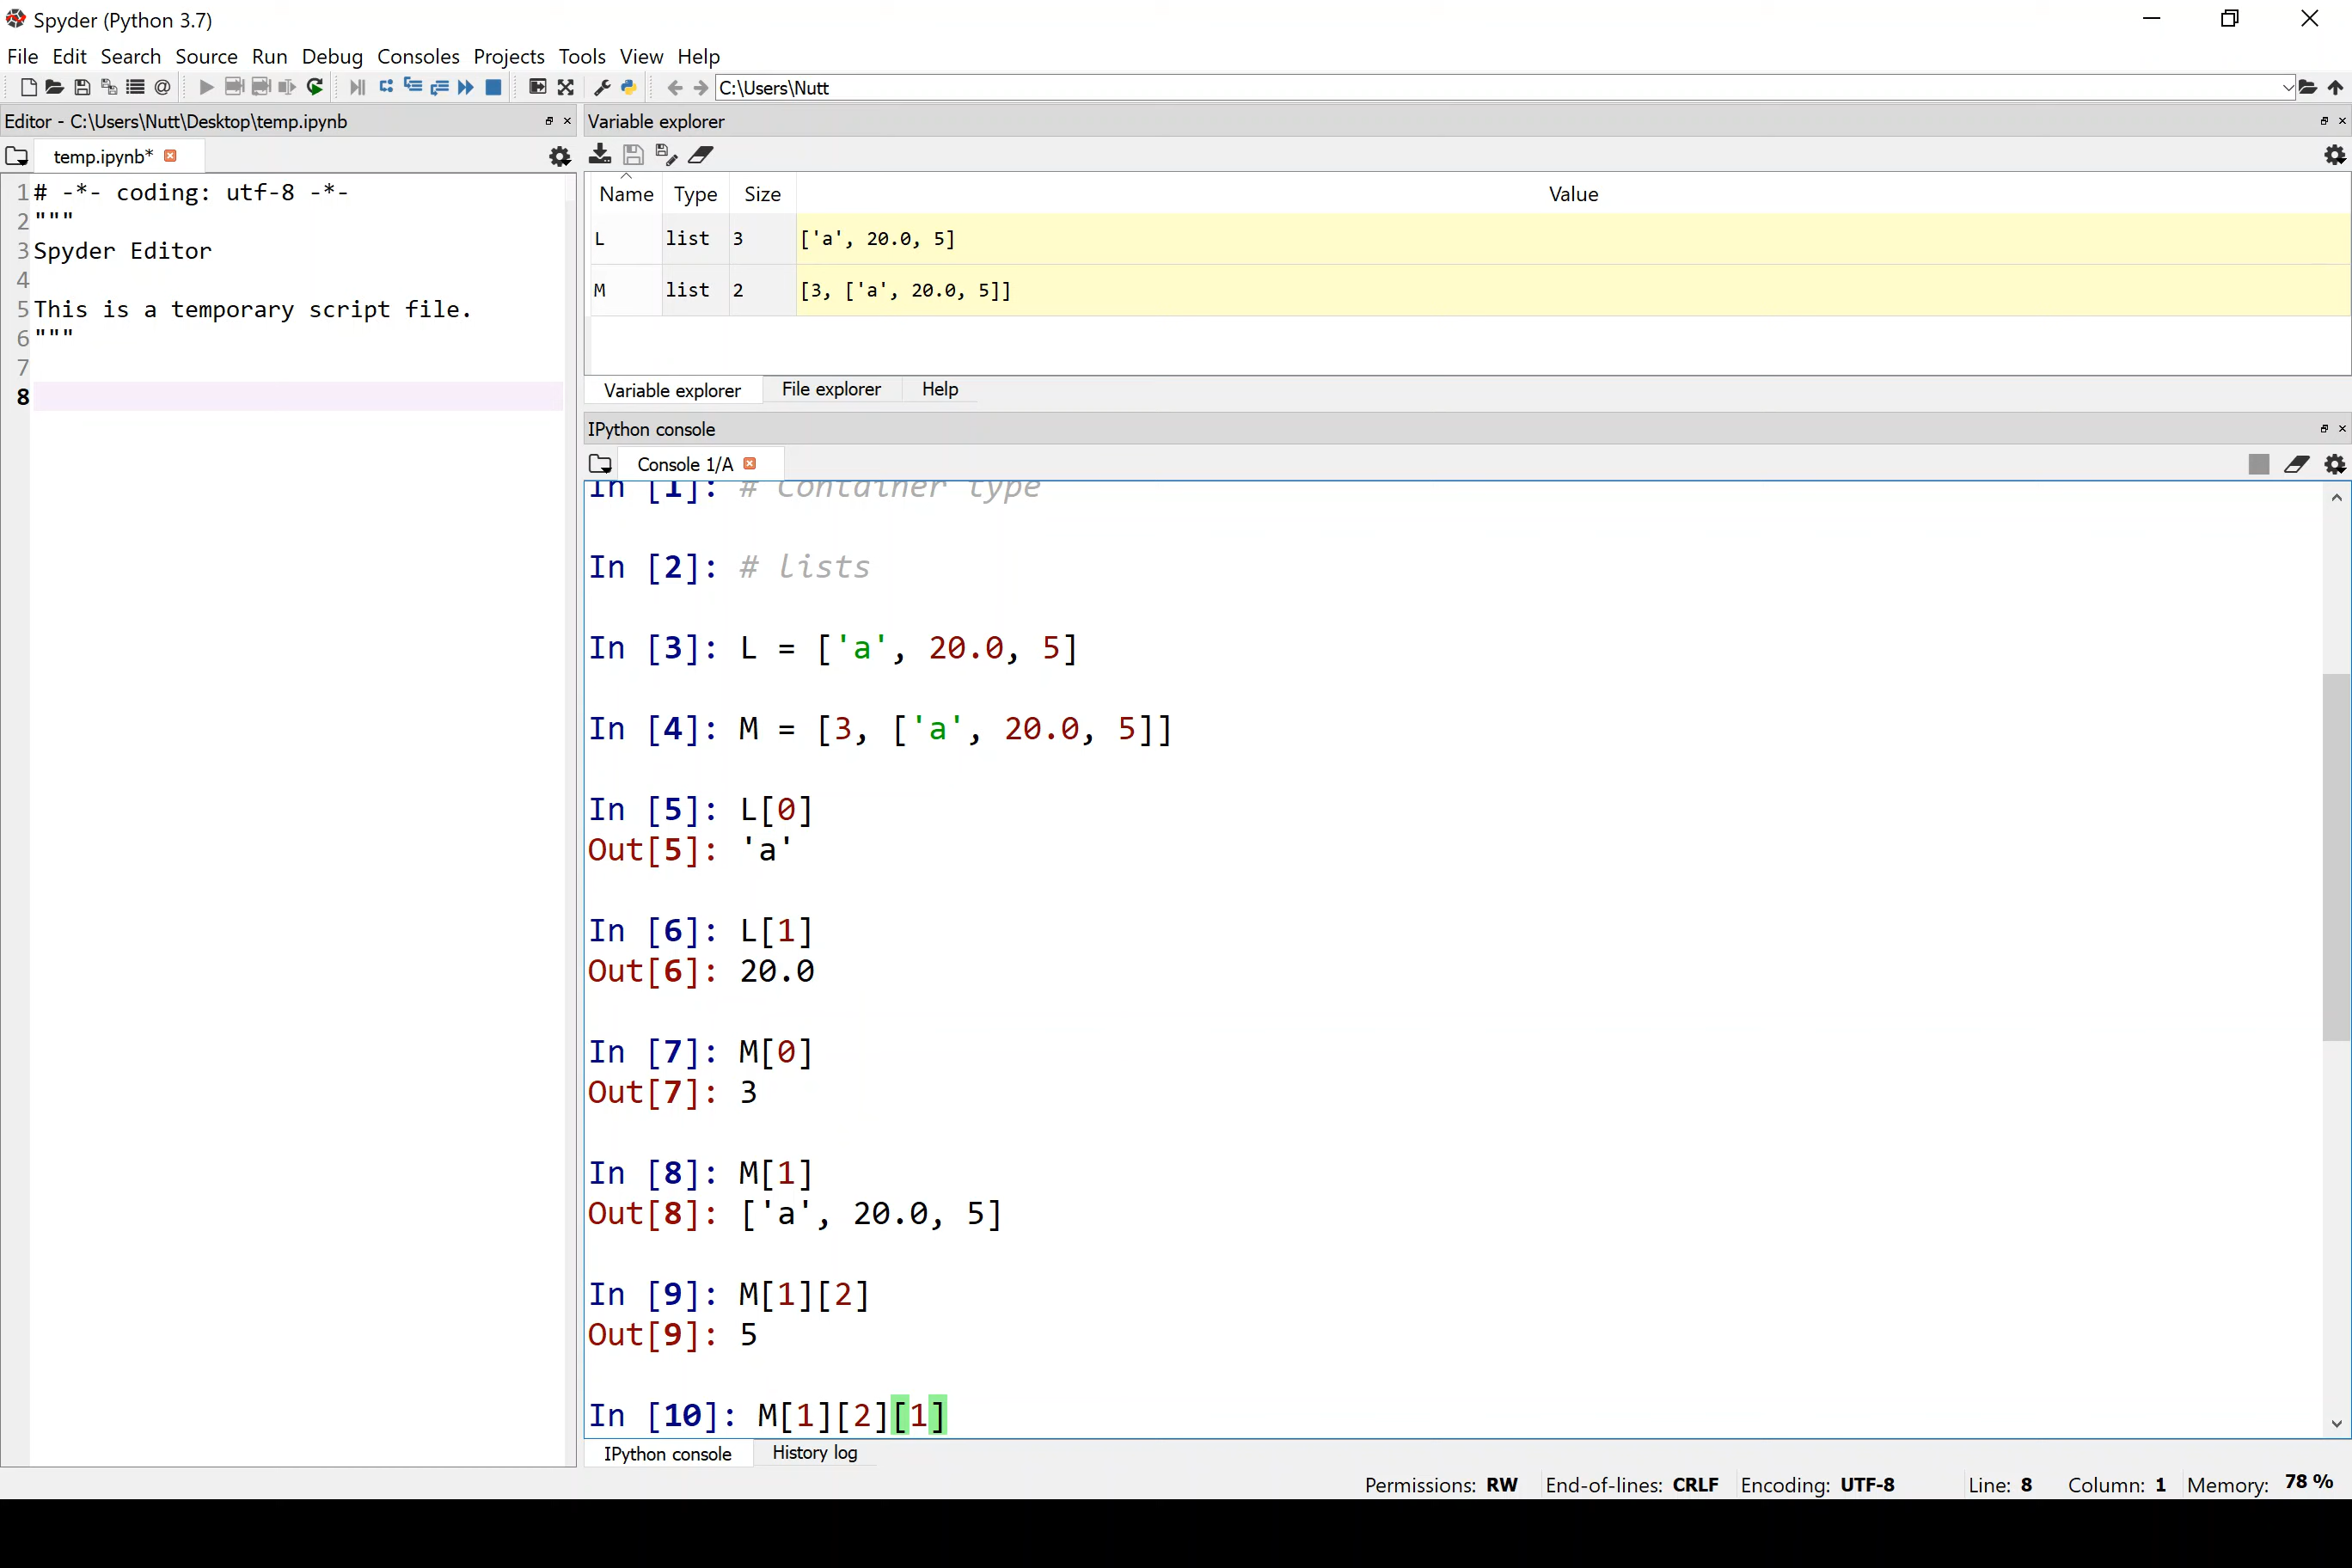 Spyder (Python 3.7)
File Edit Search Source Run Debug Consoles Projects Tools View Help
C:\Users\Nutt
Editor - C:\Users\Nutt\Desktop\temp.ipynb
temp.ipynb*
1 # -*- coding: utf-8 -*-
2 """
3 Spyder Editor
4
5 This is a temporary script file.
6 """
7
8
Variable explorer
Name Type Size Value
L list 3 ['a', 20.0, 5]
M list 2 [3, ['a', 20.0, 5]]
Variable explorer File explorer Help
IPython console
Console 1/A
In [1]: # Container type
In [2]: # lists
In [3]: L = ['a', 20.0, 5]
In [4]: M = [3, ['a', 20.0, 5]]
In [5]: L[0]
Out[5]: 'a'
In [6]: L[1]
Out[6]: 20.0
In [7]: M[0]
Out[7]: 3
In [8]: M[1]
Out[8]: ['a', 20.0, 5]
In [9]: M[1][2]
Out[9]: 5
In [10]: M[1][2][1]
IPython console History log
Permissions: RW End-of-lines: CRLF Encoding: UTF-8 Line: 8 Column: 1 Memory: 78 %